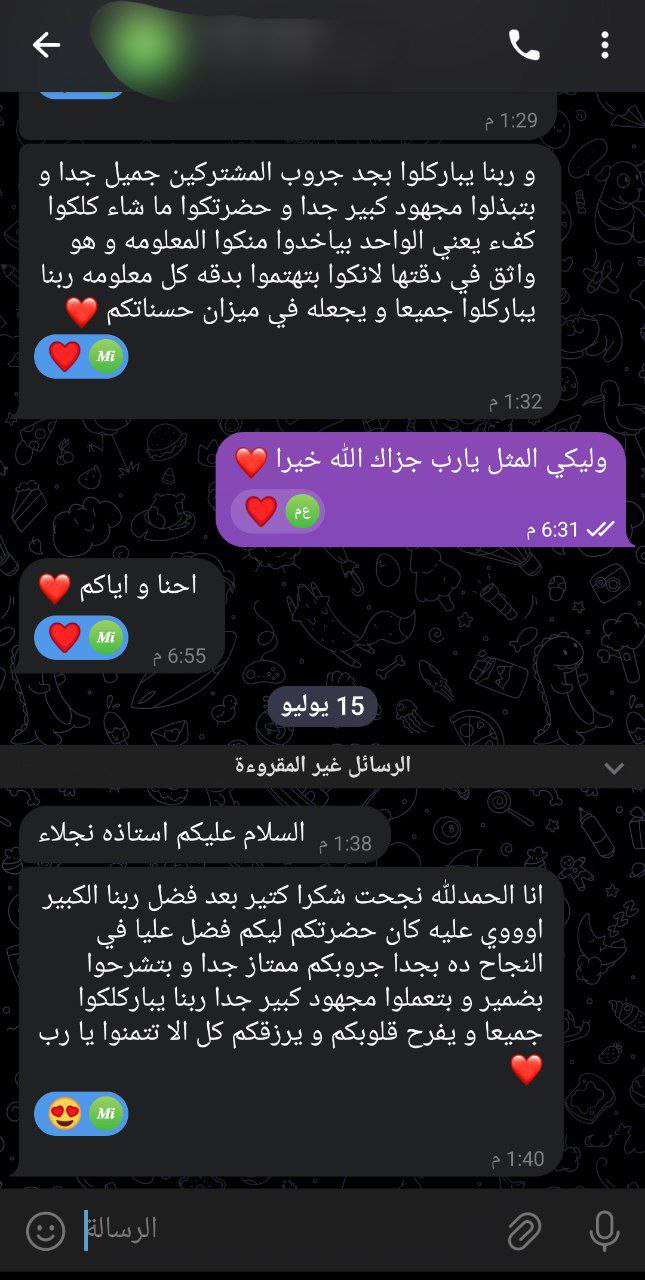 1:29 م
و ربنا يباركلوا بجد جروب المشتركين جميل جدا و
بتبذلوا مجهود كبير جدا و حضرتكوا ما شاء كلكوا
كفء يعني الواحد بياخدوا منكوا المعلومه و هو
واثق في دقتها لانكوا بتهتموا بدقه كل معلومه ربنا
يباركلوا جميعا و يجعله في ميزان حسناتكم ❤️
❤️ Mi
1:32 م
وليكي المثل يارب جزاك الله خيرا ❤️
❤️ عم
6:31 م
احنا و اياكم ❤️
❤️ Mi
6:55 م
15 يوليو
الرسائل غير المقروءة
السلام عليكم استاذه نجلاء
1:38 م
انا الحمدلله نجحت شكرا كتير بعد فضل ربنا الكبير
اوووي عليه كان حضرتكم ليكم فضل عليا في
النجاح ده بجدا جروبكم ممتاز جدا و بتشرحوا
بضمير و بتعملوا مجهود كبير جدا ربنا يباركلكوا
جميعا و يفرح قلوبكم و يرزقكم كل الا تتمنوا يا رب
❤️
😍 Mi
1:40 م
الرسالة